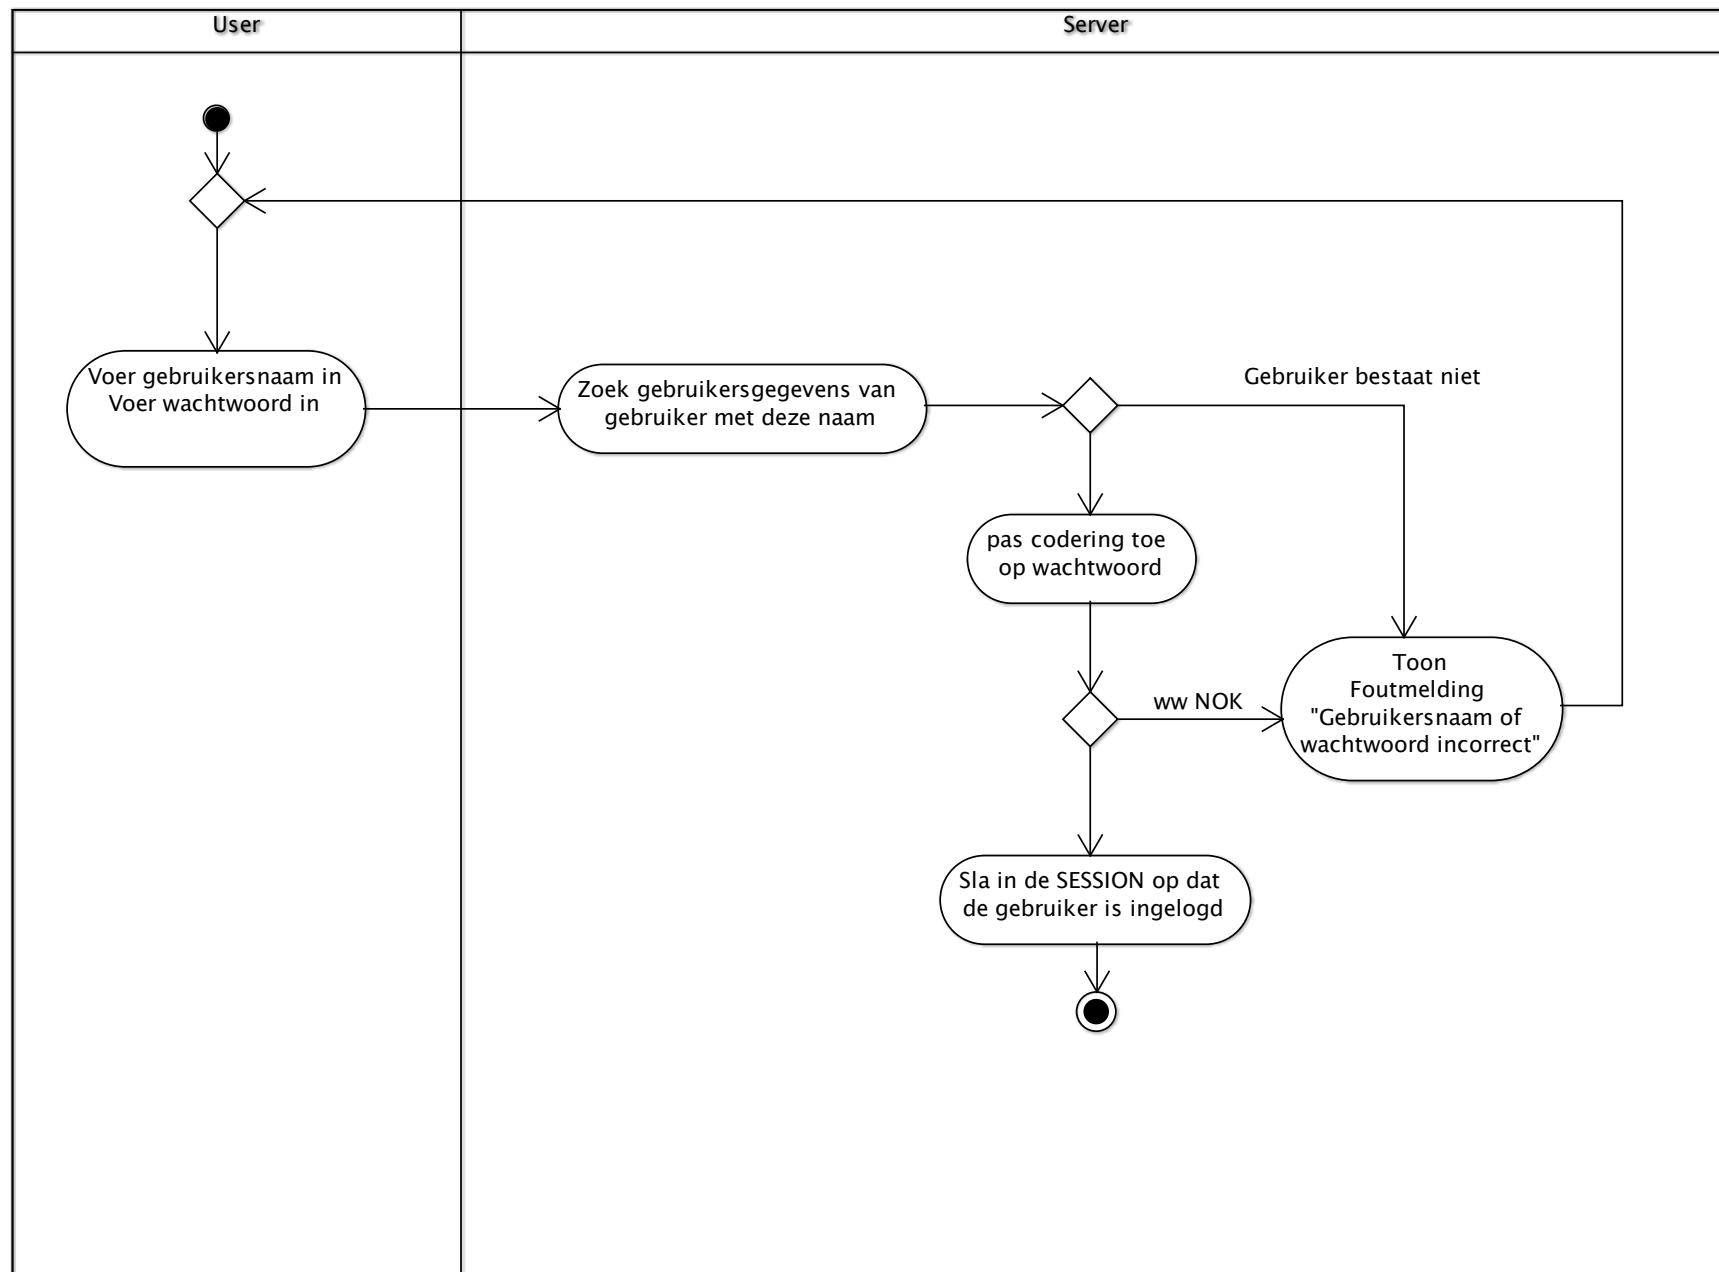 User
Server
Voer gebruikersnaam in
Voer wachtwoord in
Zoek gebruikersgegevens van
gebruiker met deze naam
Gebruiker bestaat niet
pas codering toe
op wachtwoord
ww NOK
Toon
Foutmelding
"Gebruikersnaam of
wachtwoord incorrect"
Sla in de SESSION op dat
de gebruiker is ingelogd